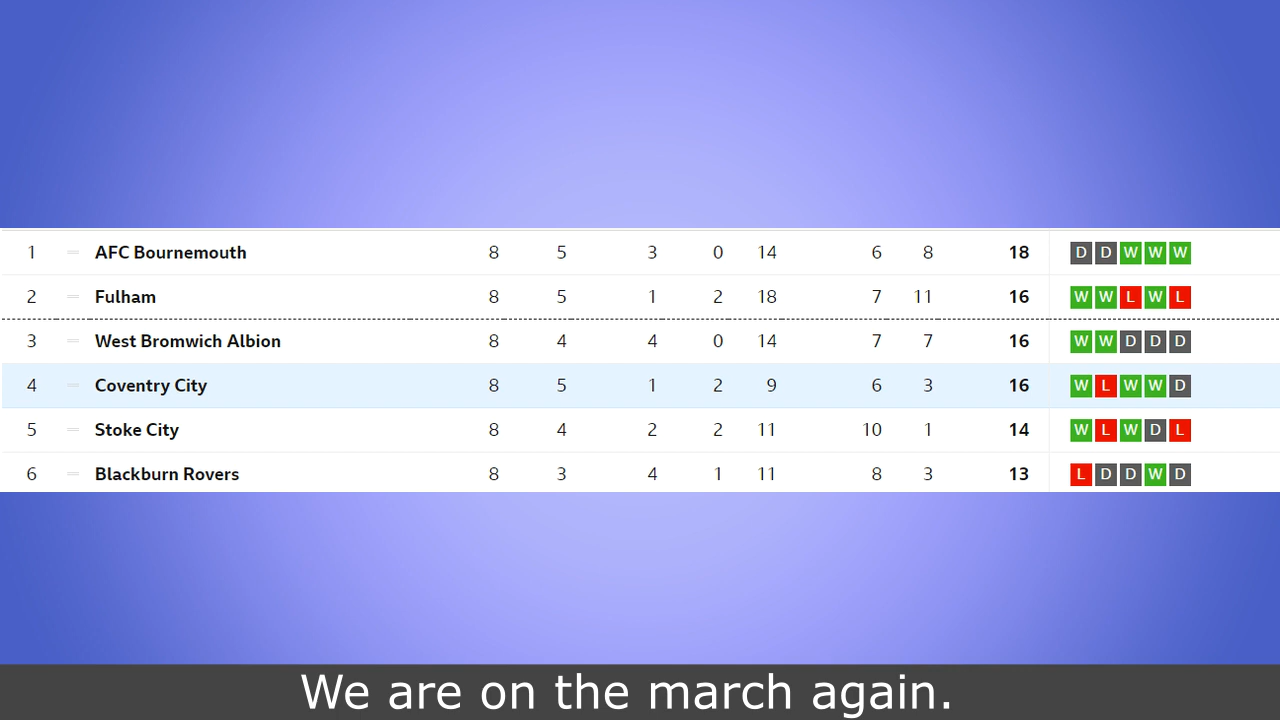 1 AFC Bournemouth 8 5 3 0 14 6 8 18 D D W W W
2 Fulham 8 5 1 2 18 7 11 16 W W L W L
3 West Bromwich Albion 8 4 4 0 14 7 7 16 W W D D D
4 Coventry City 8 5 1 2 9 6 3 16 W L W W D
5 Stoke City 8 4 2 2 11 10 1 14 W L W D L
6 Blackburn Rovers 8 3 4 1 11 8 3 13 L D D W D
We are on the march again.